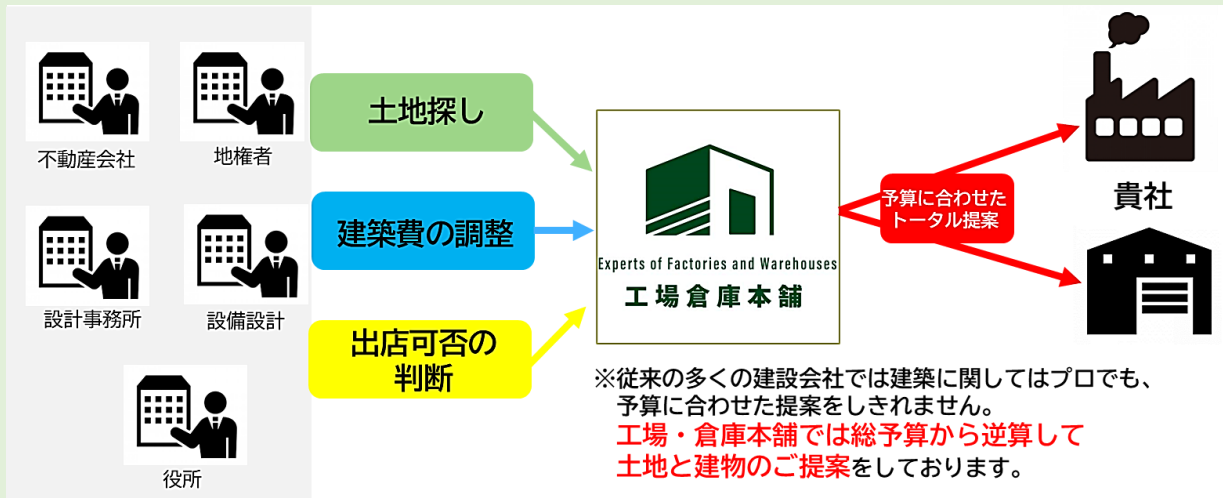 不動産会社
地権者
設計事務所
設備設計
役所
土地探し
建築費の調整
出店可否の
判断
Experts of Factories and Warehouses
工場倉庫本舗
予算に合わせた
トータル提案
貴社
※従来の多くの建設会社では建築に関してはプロでも、
予算に合わせた提案をしきれません。
工場・倉庫本舗では総予算から逆算して
土地と建物のご提案をしております。